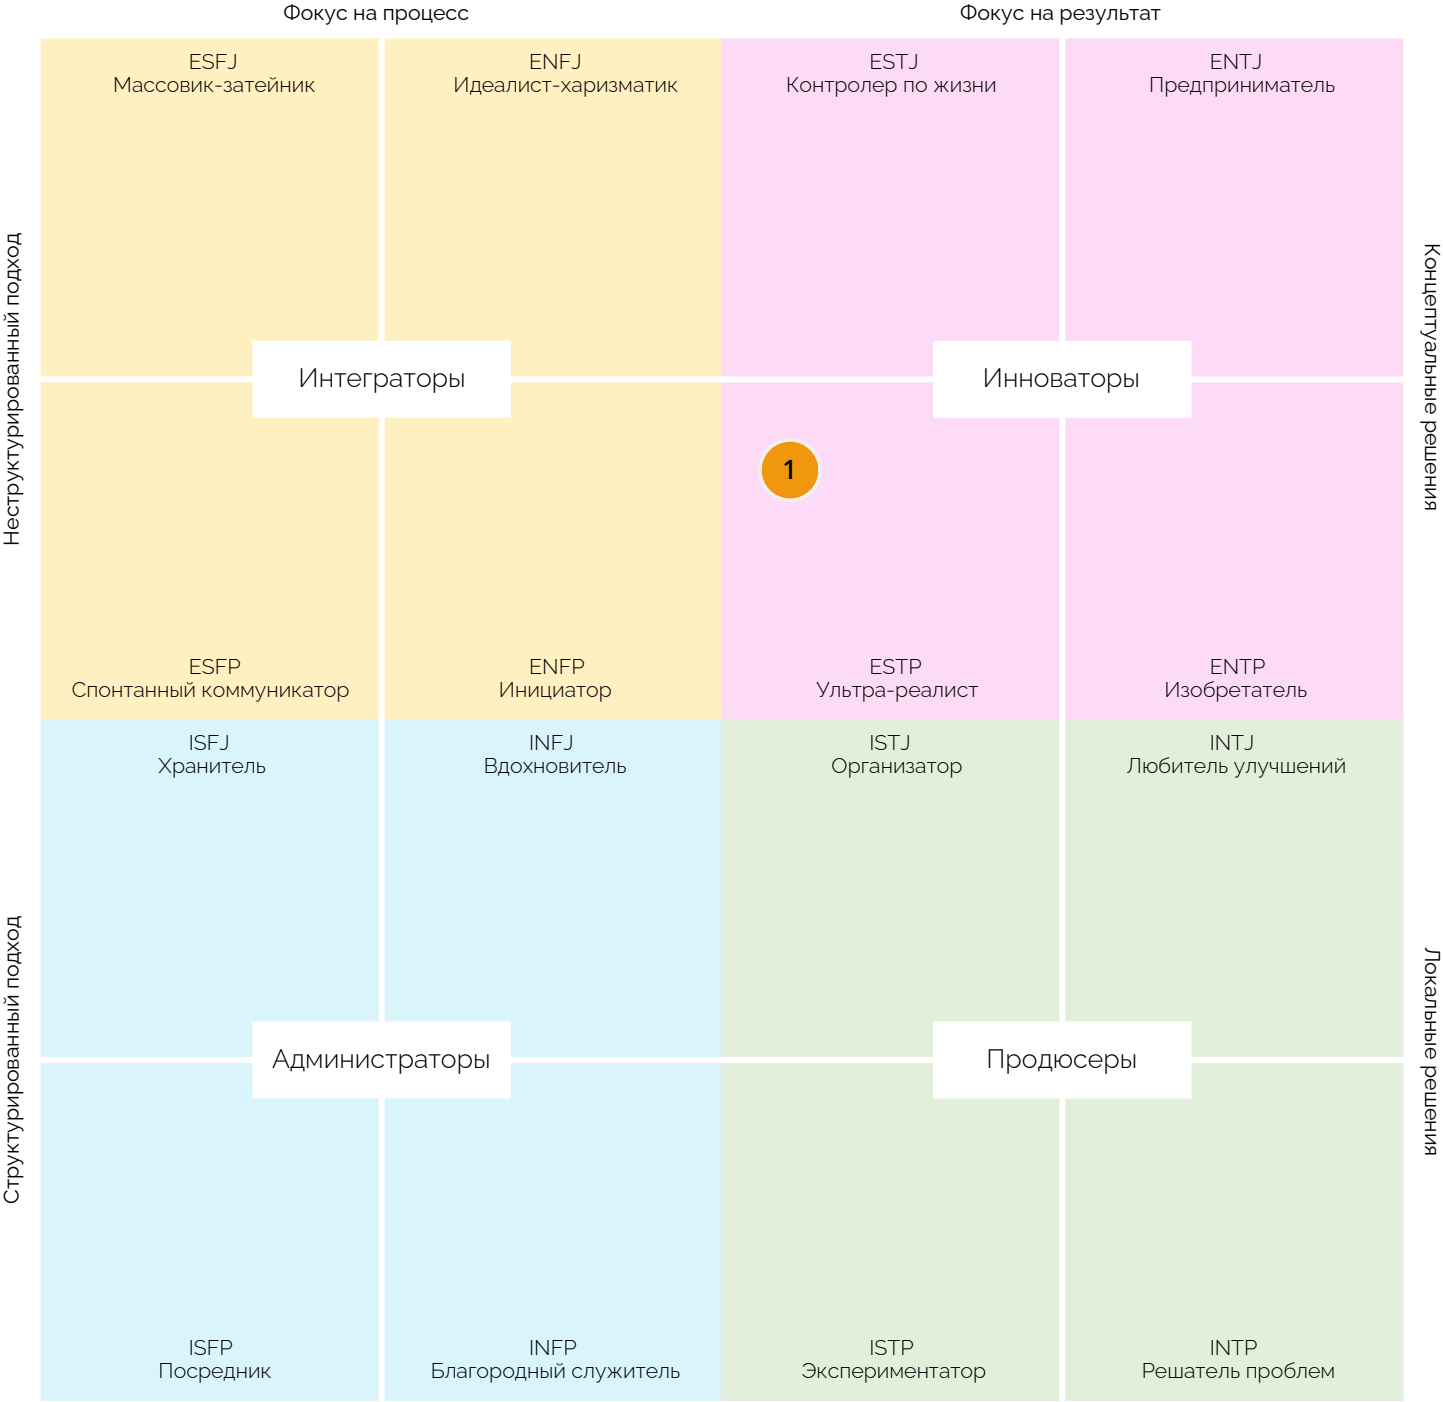 Фокус на процесс
Фокус на результат
ESFJ
Массовик-затейник
ENFJ
Идеалист-харизматик
ESTJ
Контролер по жизни
ENTJ
Предприниматель
Неструктурированный подход
Концептуальные решения
Интеграторы
Инноваторы
1
ESFP
Спонтанный коммуникатор
ENFP
Инициатор
ESTP
Ультра-реалист
ENTP
Изобретатель
ISFJ
Хранитель
INFJ
Вдохновитель
ISTJ
Организатор
INTJ
Любитель улучшений
Структурированный подход
Локальные решения
Администраторы
Продюсеры
ISFP
Посредник
INFP
Благородный служитель
ISTP
Экспериментатор
INTP
Решатель проблем